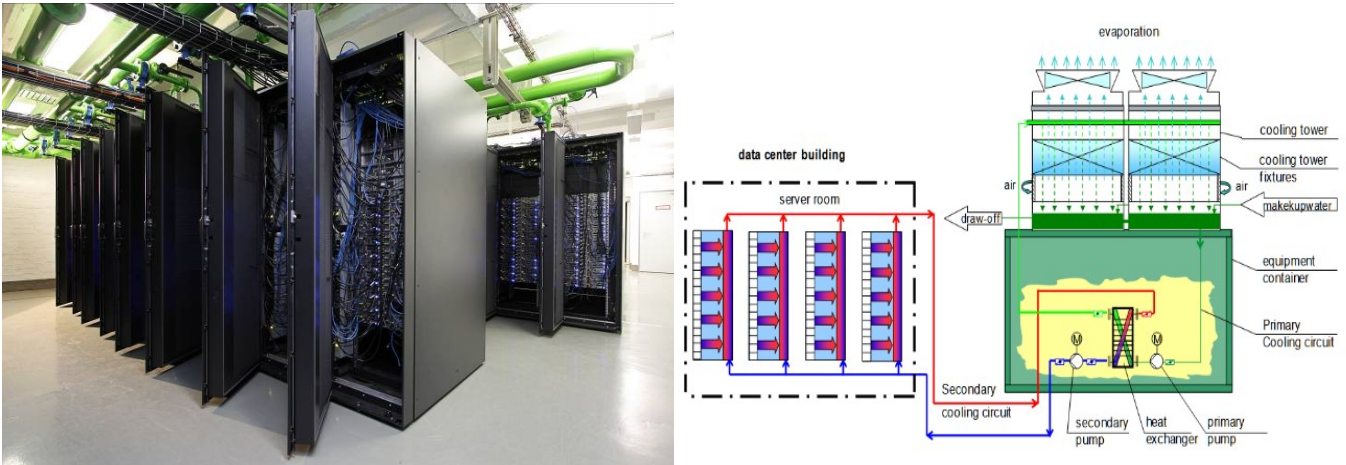 evaporation
cooling tower
data center building
cooling tower
fixtures
air
air
server room
makekupwater
draw-off
equipment
container
Primary
Cooling circuit
M
M
Secondary
cooling circuit
secondary
pump
heat
exchanger
primary
pump